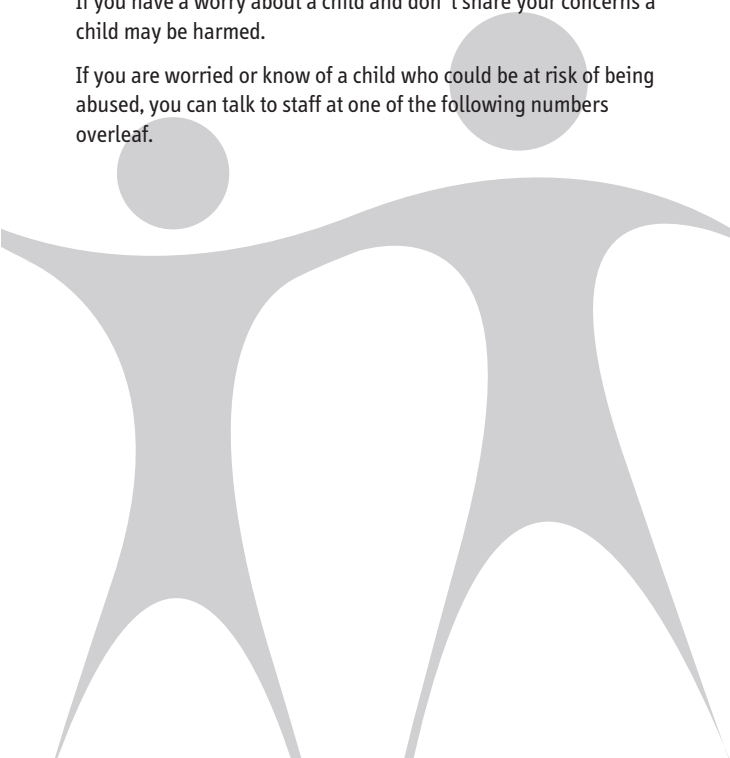 If you have a worry about a child and don't share your concerns a
child may be harmed.
If you are worried or know of a child who could be at risk of being
abused, you can talk to staff at one of the following numbers
overleaf.